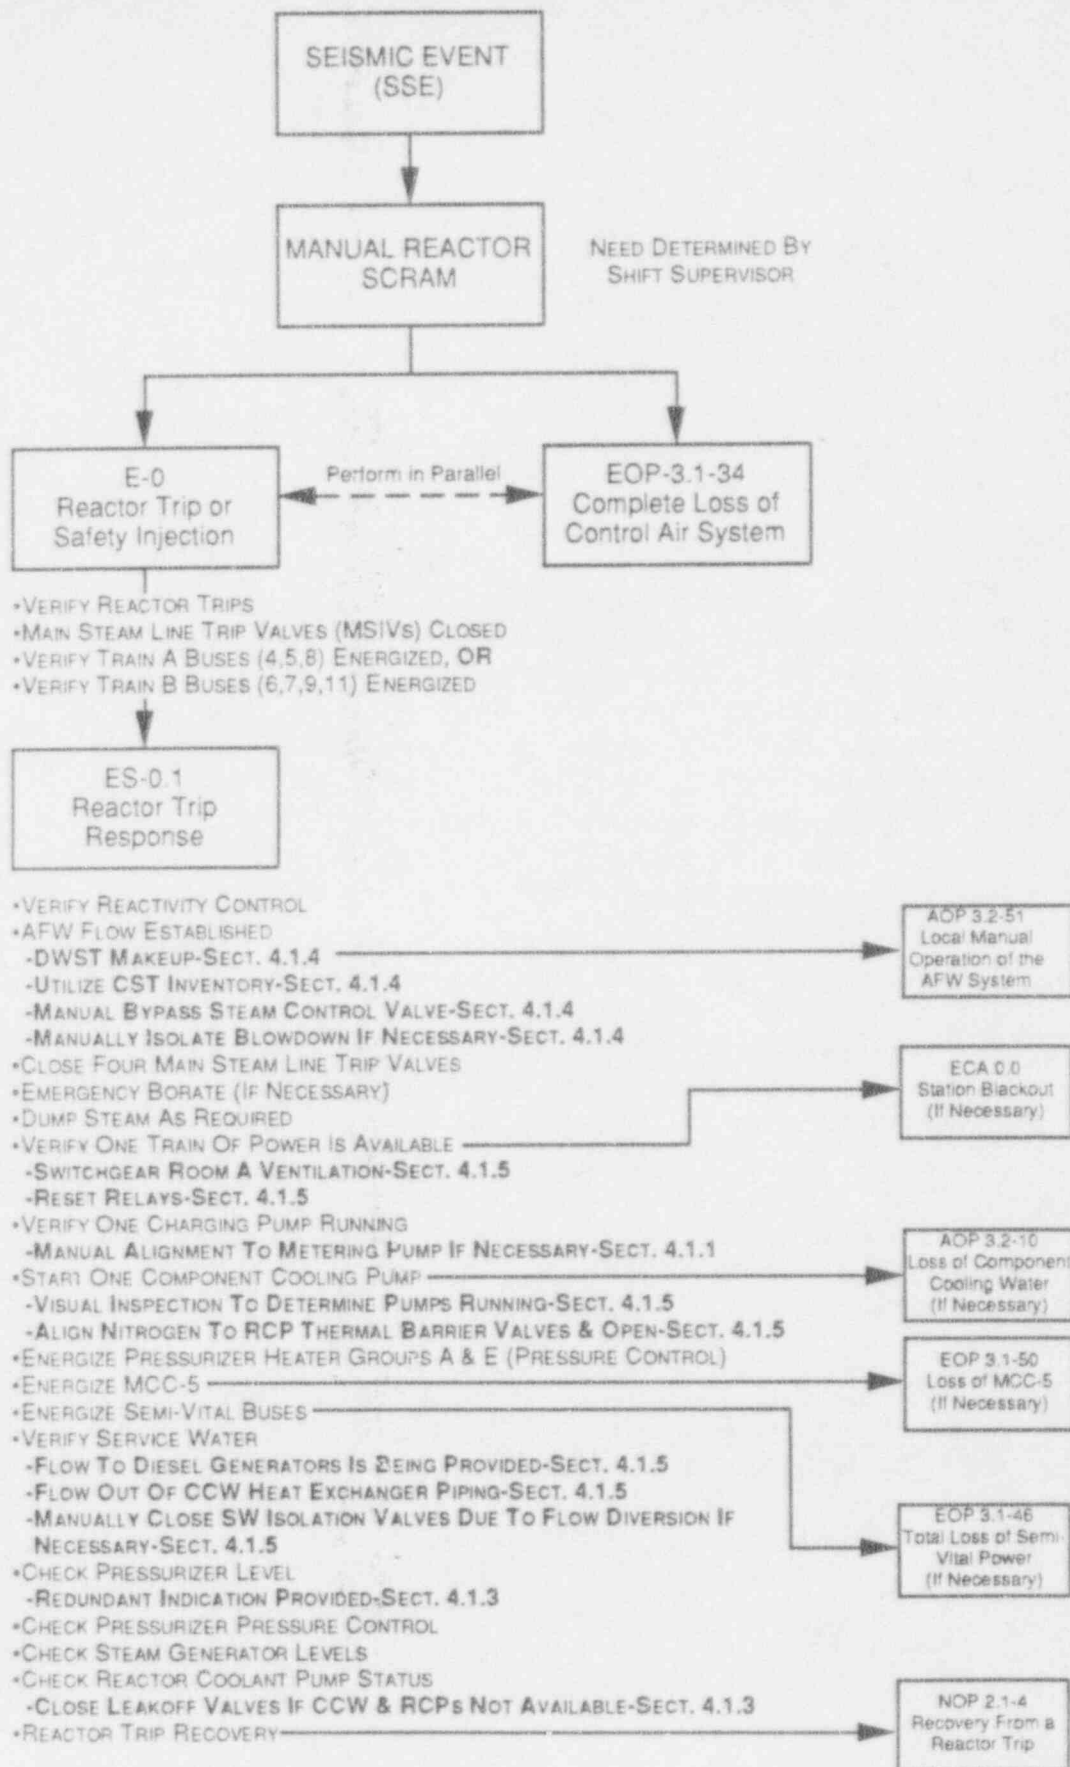 SEISMIC EVENT
(SSE)
MANUAL REACTOR
SCRAM
NEED DETERMINED BY
SHIFT SUPERVISOR
E-0
Reactor Trip or
Safety Injection
Perform in Parallel
EOP-3.1-34
Complete Loss of
Control Air System
•VERIFY REACTOR TRIPS
•MAIN STEAM LINE TRIP VALVES (MSIVS) CLOSED
•VERIFY TRAIN A BUSES (4,5,8) ENERGIZED, OR
•VERIFY TRAIN B BUSES (6,7,9,11) ENERGIZED
ES-0.1
Reactor Trip
Response
•VERIFY REACTIVITY CONTROL
•AFW FLOW ESTABLISHED
-DWST MAKEUP-SECT. 4.1.4
-UTILIZE CST INVENTORY-SECT. 4.1.4
-MANUAL BYPASS STEAM CONTROL VALVE-SECT. 4.1.4
-MANUALLY ISOLATE BLOWDOWN IF NECESSARY-SECT. 4.1.4
AOP 3.2-51
Local Manual
Operation of the
AFW System
•CLOSE FOUR MAIN STEAM LINE TRIP VALVES
•EMERGENCY BORATE (IF NECESSARY)
•DUMP STEAM AS REQUIRED
•VERIFY ONE TRAIN OF POWER IS AVAILABLE
-SWITCHGEAR ROOM A VENTILATION-SECT. 4.1.5
-RESET RELAYS-SECT. 4.1.5
ECA 0.0
Station Blackout
(If Necessary)
•VERIFY ONE CHARGING PUMP RUNNING
-MANUAL ALIGNMENT TO METERING PUMP IF NECESSARY-SECT. 4.1.1
•START ONE COMPONENT COOLING PUMP
-VISUAL INSPECTION TO DETERMINE PUMPS RUNNING-SECT. 4.1.5
-ALIGN NITROGEN TO RCP THERMAL BARRIER VALVES & OPEN-SECT. 4.1.5
AOP 3.2-10
Loss of Component
Cooling Water
(If Necessary)
•ENERGIZE PRESSURIZER HEATER GROUPS A & E (PRESSURE CONTROL)
•ENERGIZE MCC-5
EOP 3.1-50
Loss of MCC-5
(If Necessary)
•ENERGIZE SEMI-VITAL BUSES
•VERIFY SERVICE WATER
-FLOW TO DIESEL GENERATORS IS BEING PROVIDED-SECT. 4.1.5
-FLOW OUT OF CCW HEAT EXCHANGER PIPING-SECT. 4.1.5
-MANUALLY CLOSE SW ISOLATION VALVES DUE TO FLOW DIVERSION IF
NECESSARY-SECT. 4.1.5
EOP 3.1-46
Total Loss of Semi-
Vital Power
(If Necessary)
•CHECK PRESSURIZER LEVEL
-REDUNDANT INDICATION PROVIDED-SECT. 4.1.3
•CHECK PRESSURIZER PRESSURE CONTROL
•CHECK STEAM GENERATOR LEVELS
•CHECK REACTOR COOLANT PUMP STATUS
-CLOSE LEAKOFF VALVES IF CCW & RCPS NOT AVAILABLE-SECT. 4.1.3
•REACTOR TRIP RECOVERY
NOP 2.1-4
Recovery From a
Reactor Trip